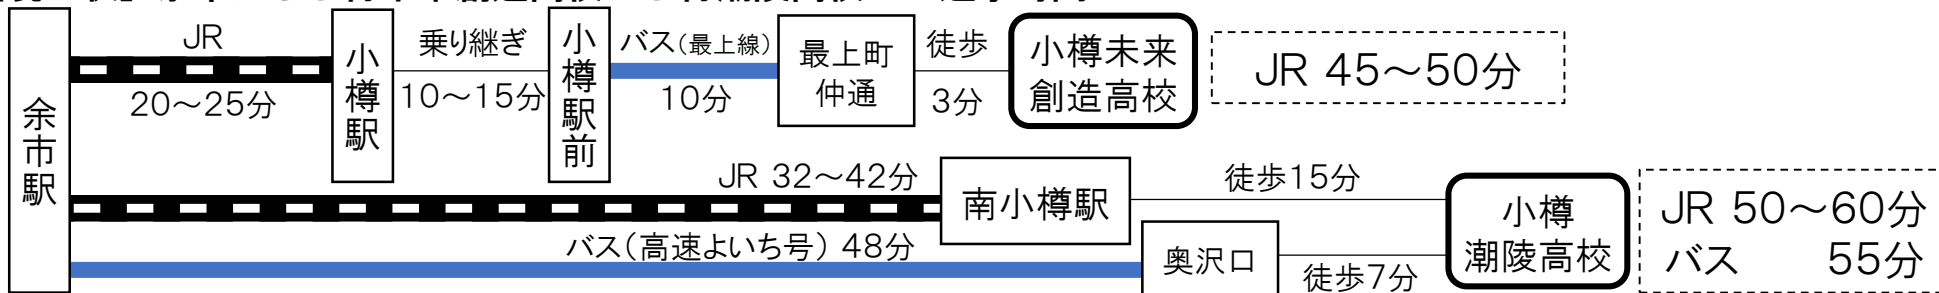 余市駅
JR
20～25分
小樽駅
乗り継ぎ
10～15分
小樽駅前
バス（最上線）
10分
最上町
仲通
徒歩
3分
小樽未来
創造高校
JR 45～50分
JR 32～42分
南小樽駅
徒歩15分
バス（高速よいち号） 48分
奥沢口
徒歩7分
小樽
潮陵高校
JR 50～60分
バス 55分